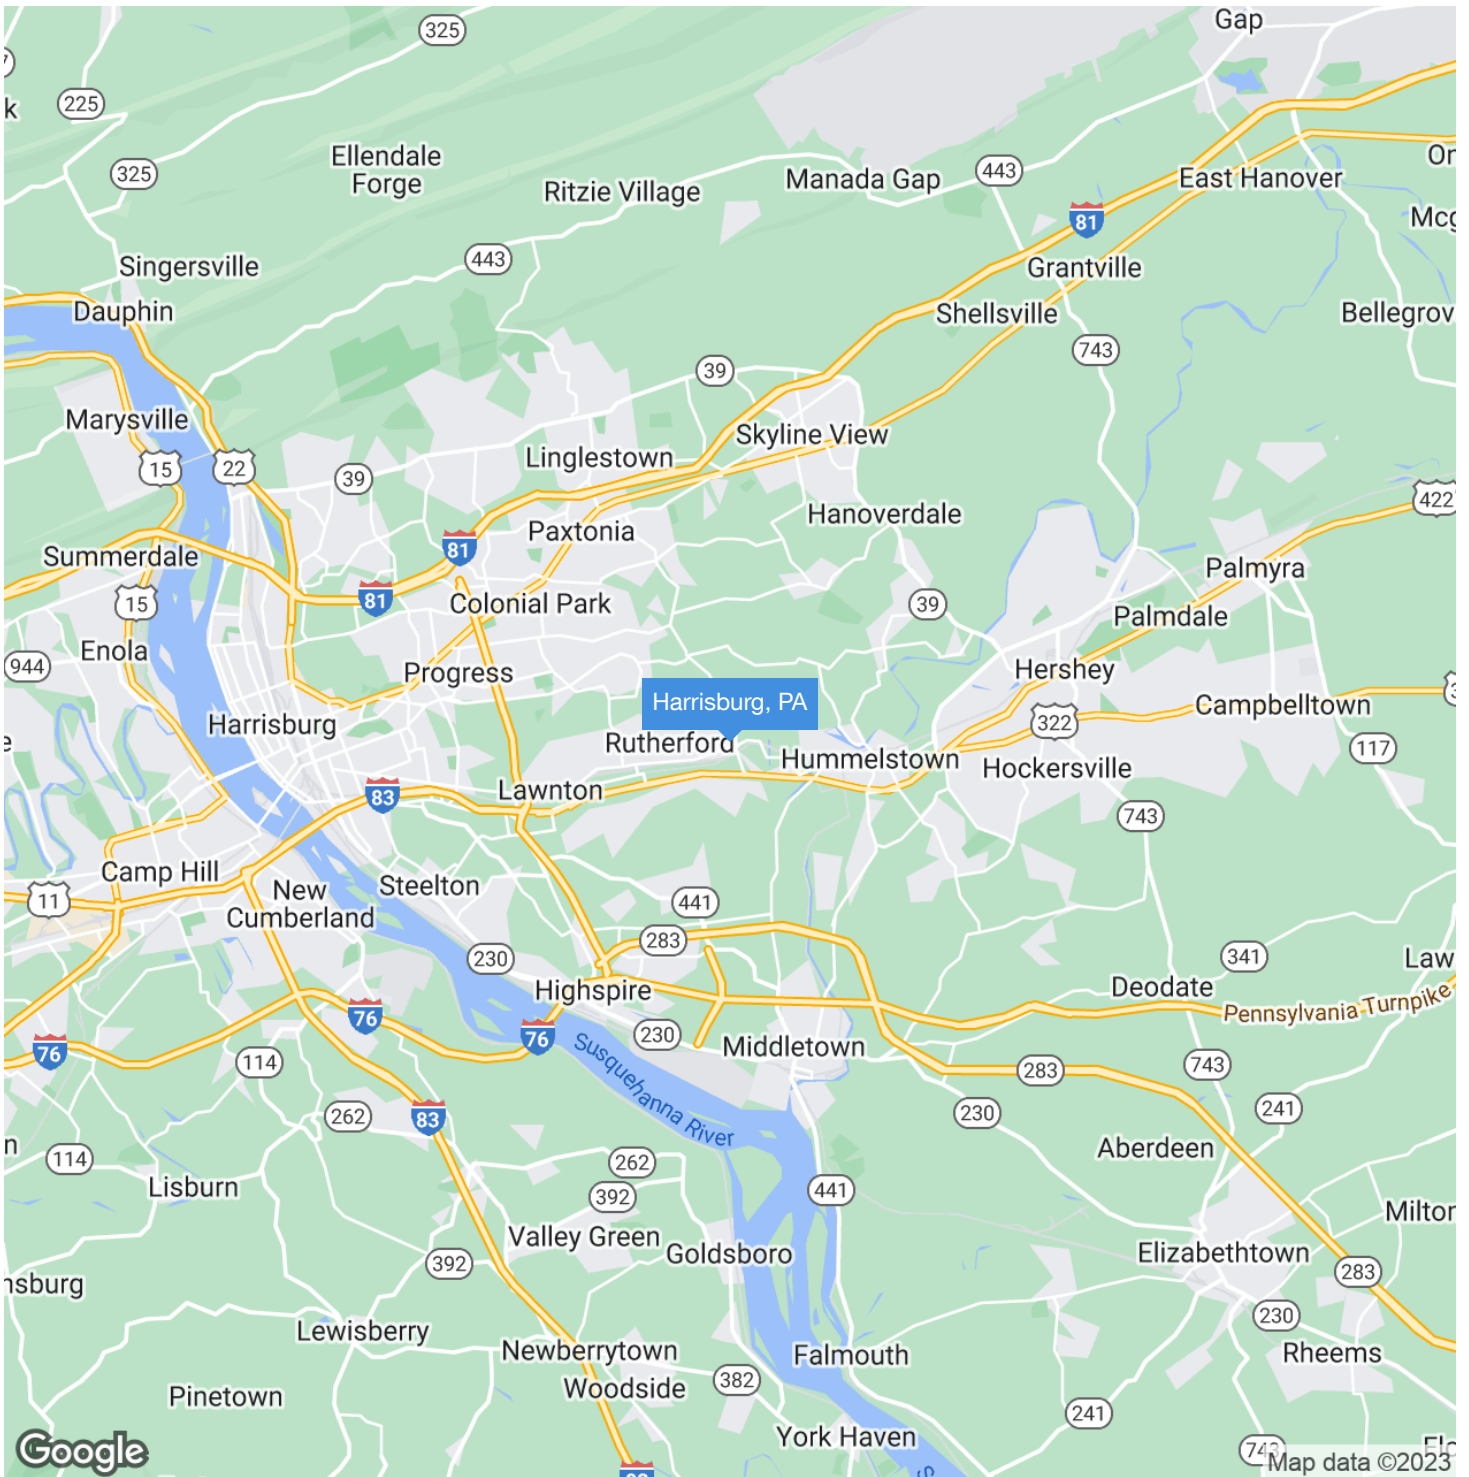 Gap
325
225
k
Ellendale
Forge
325
Ritzie Village
Manada Gap
443
East Hanover
81
443
Singersville
Grantville
Dauphin
Shellsville
Bellegrov
743
39
Marysville
Skyline View
Linglestown
15
22
39
422
Hanoverdale
Paxtonia
81
Summerdale
Palmyra
81
15
Colonial Park
39
Palmdale
Enola
944
Progress
Hershey
Harrisburg, PA
Campbelltown
Harrisburg
322
e
Rutherford
Hummelstown
117
Hockersville
Lawnton
83
743
Camp Hill
New
Cumberland
Steelton
11
441
283
230
341
Law
Highspire
Deodate
Pennsylvania Turnpike
76
76
76
230
Middletown
Susquehanna River
114
743
283
83
262
230
241
n
114
Aberdeen
262
Lisburn
392
441
Milton
Valley Green
Goldsboro
Elizabethtown
392
283
nsburg
230
Lewisberry
Newberrytown
Falmouth
Rheems
382
Woodside
Pinetown
241
York Haven
743
Google
Map data ©2023